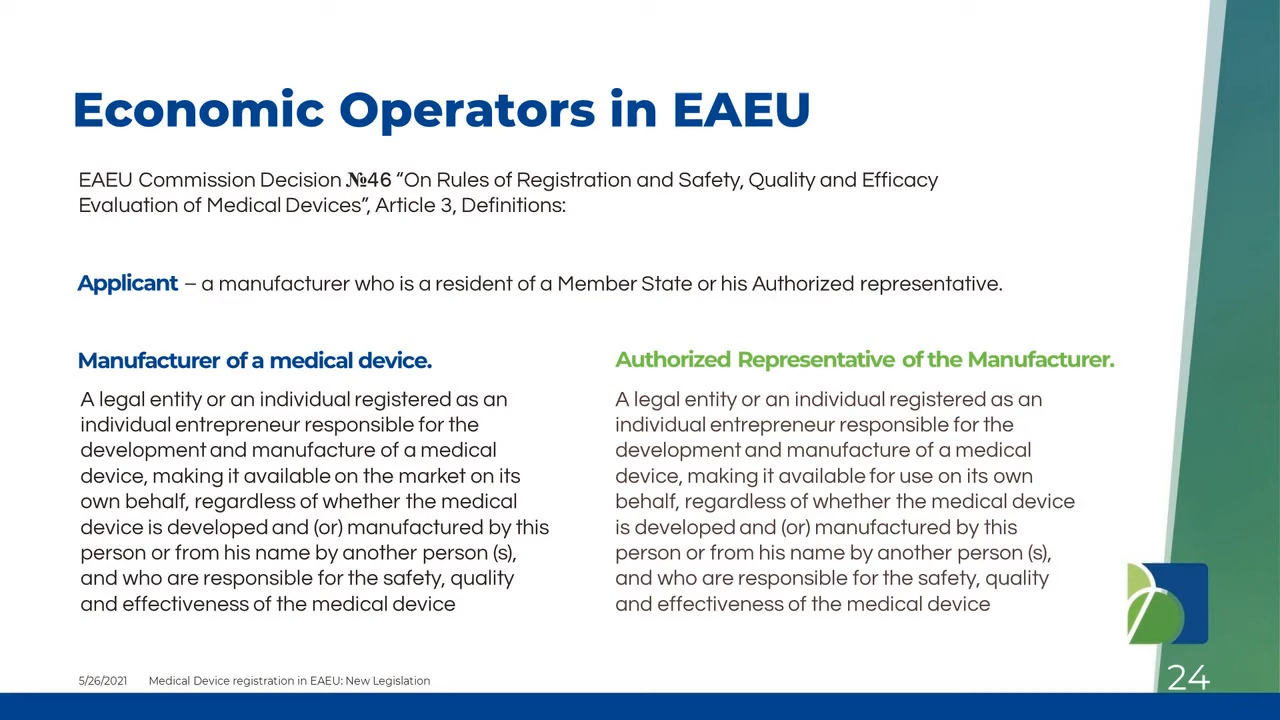 Economic Operators in EAEU
EAEU Commission Decision №46 “On Rules of Registration and Safety, Quality and Efficacy
Evaluation of Medical Devices”, Article 3, Definitions:
Applicant – a manufacturer who is a resident of a Member State or his Authorized representative.
Manufacturer of a medical device.
A legal entity or an individual registered as an
individual entrepreneur responsible for the
development and manufacture of a medical
device, making it available on the market on its
own behalf, regardless of whether the medical
device is developed and (or) manufactured by this
person or from his name by another person (s),
and who are responsible for the safety, quality
and effectiveness of the medical device
Authorized Representative of the Manufacturer.
A legal entity or an individual registered as an
individual entrepreneur responsible for the
development and manufacture of a medical
device, making it available for use on its own
behalf, regardless of whether the medical device
is developed and (or) manufactured by this
person or from his name by another person (s),
and who are responsible for the safety, quality
and effectiveness of the medical device
5/26/2021 Medical Device registration in EAEU: New Legislation
24